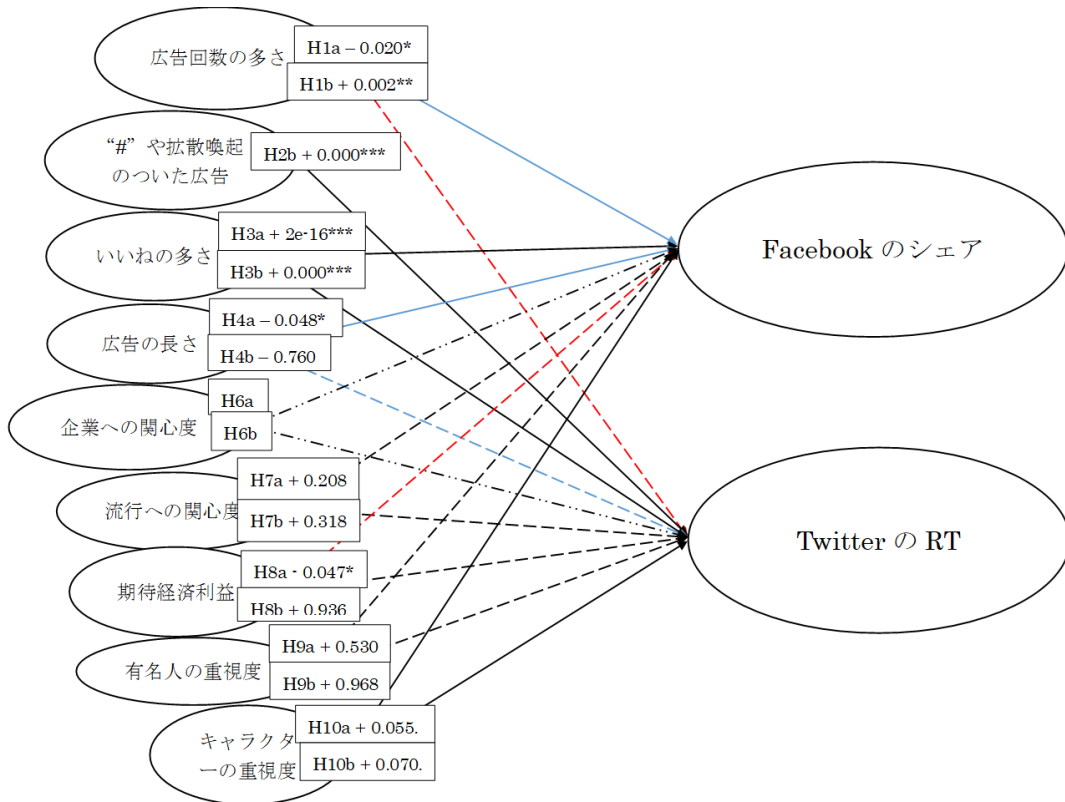 広告回数の多さ
H1a − 0.020*
H1b + 0.002**
“#” や拡散喚起
のついた広告
H2b + 0.000***
いいねの多さ
H3a + 2e-16***
H3b + 0.000***
広告の長さ
H4a − 0.048*
H4b − 0.760
企業への関心度
H6a
H6b
流行への関心度
H7a + 0.208
H7b + 0.318
期待経済利益
H8a - 0.047*
H8b + 0.936
有名人の重視度
H9a + 0.530
H9b + 0.968
キャラクタ
ーの重視度
H10a + 0.055.
H10b + 0.070.
Facebook のシェア
Twitter の RT